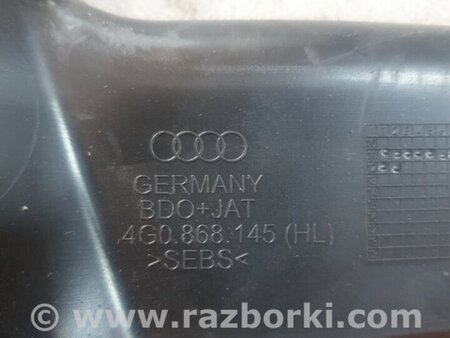 GERMANY
BDO+JAT
4G0.868.145 (HL)
>SEBS<
© www.razborki.com